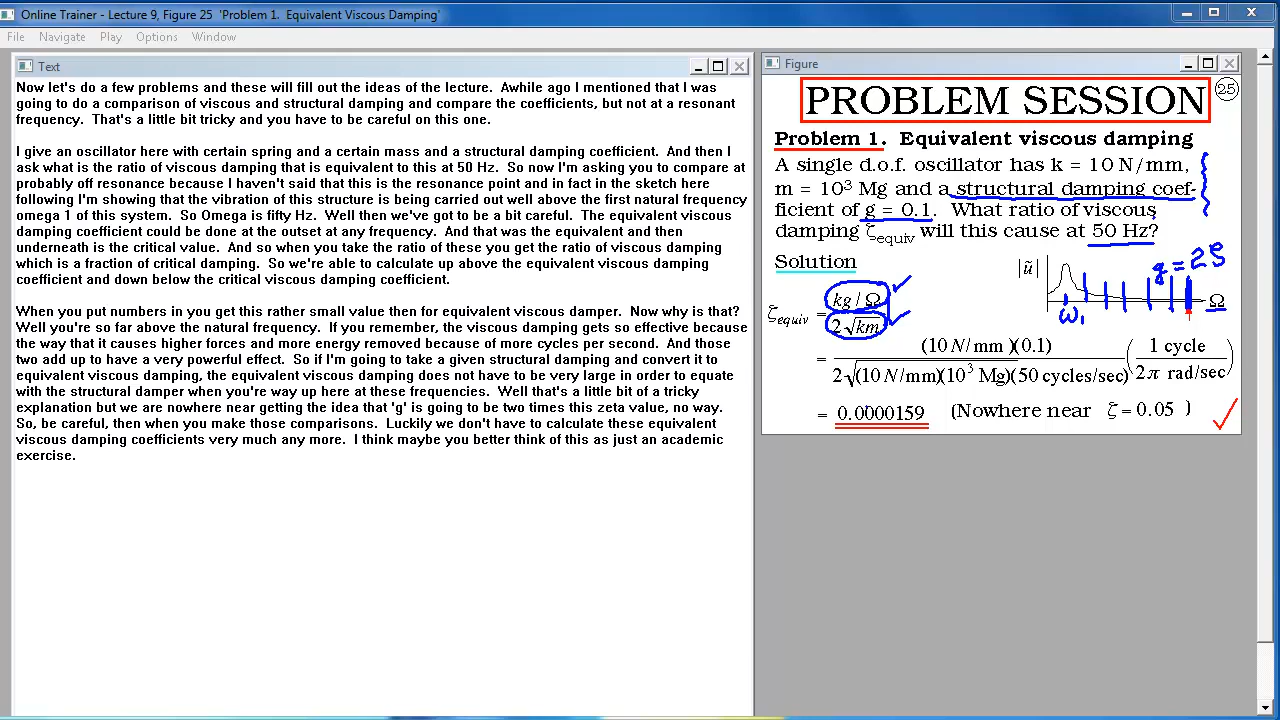 Online Trainer - Lecture 9, Figure 25 'Problem 1. Equivalent Viscous Damping'
File Navigate Play Options Window
Text
Now let's do a few problems and these will fill out the ideas of the lecture. Awhile ago I mentioned that I was
going to do a comparison of viscous and structural damping and compare the coefficients, but not at a resonant
frequency. That's a little bit tricky and you have to be careful on this one.
I give an oscillator here with certain spring and a certain mass and a structural damping coefficient. And then I
ask what is the ratio of viscous damping that is equivalent to this at 50 Hz. So now I'm asking you to compare at
probably off resonance because I haven't said that this is the resonance point and in fact in the sketch here
following I'm showing that the vibration of this structure is being carried out well above the first natural frequency
omega 1 of this system. So Omega is fifty Hz. Well then we've got to be a bit careful. The equivalent viscous
damping coefficient could be done at the outset at any frequency. And that was the equivalent and then
underneath is the critical value. And so when you take the ratio of these you get the ratio of viscous damping
which is a fraction of critical damping. So we're able to calculate up above the equivalent viscous damping
coefficient and down below the critical viscous damping coefficient.
When you put numbers in you get this rather small value then for equivalent viscous damper. Now why is that?
Well you're so far above the natural frequency. If you remember, the viscous damping gets so effective because
the way that it causes higher forces and more energy removed because of more cycles per second. And those
two add up to have a very powerful effect. So if I'm going to take a given structural damping and convert it to
equivalent viscous damping, the equivalent viscous damping does not have to be very large in order to equate
with the structural damper when you're way up here at these frequencies. Well that's a little bit of a tricky
explanation but we are nowhere near getting the idea that 'g' is going to be two times this zeta value, no way.
So, be careful, then when you make those comparisons. Luckily we don't have to calculate these equivalent
viscous damping coefficients very much any more. I think maybe you better think of this as just an academic
exercise.
Figure
PROBLEM SESSION 25
Problem 1. Equivalent viscous damping
A single d.o.f. oscillator has k = 10 N/mm,
m = 10³ Mg and a structural damping coef-
ficient of g = 0.1. What ratio of viscous
damping ζequiv will this cause at 50 Hz?
Solution
|ũ| g = 2ζ
ω₁ Ω
ζequiv = (kg / Ω) / (2√km)
= (10 N/mm)(0.1) / (2√(10 N/mm)(10³ Mg)(50 cycles/sec)) (1 cycle / 2π rad/sec)
= 0.0000159 (Nowhere near ζ = 0.05 )